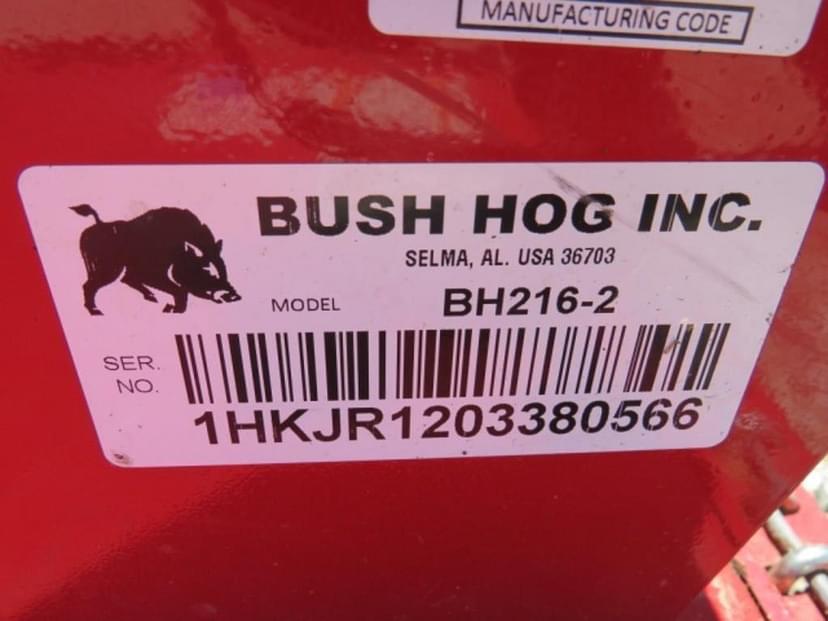 MANUFACTURING CODE
BUSH HOG INC.
SELMA, AL. USA 36703
MODEL BH216-2
SER.
NO.
1HKJR1203380566